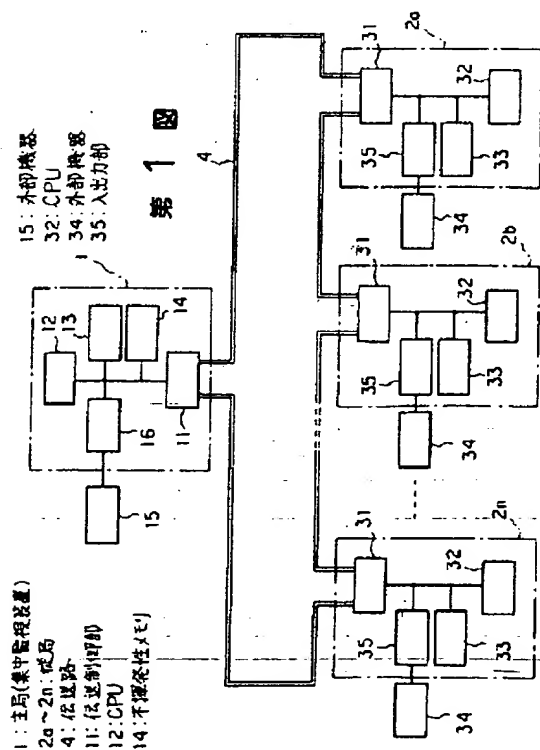 第1図
1:主局(集中監視装置)
2a~2n 従局
4:伝送路
11:伝送制御部
12:CPU
14:不揮発性メモリ
15:外部機器
32:CPU
34:外部機器
35:入出力部
1
12
13
14
16
11
15
4
2a
31
35
32
33
34
2b
31
35
32
33
34
2n
31
35
32
33
34